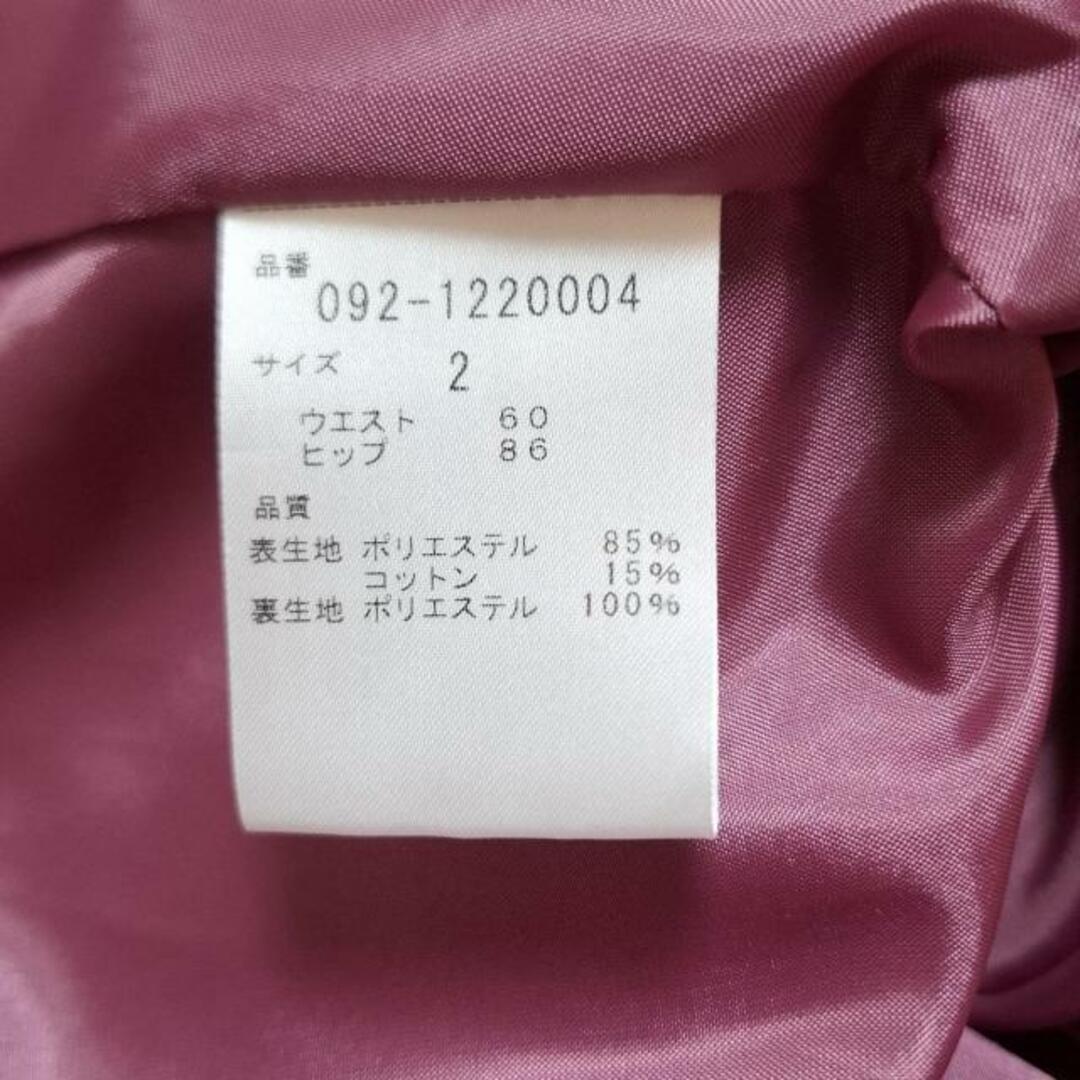 品番
092-1220004
サイズ 2
ウエスト 60
ヒップ 86
品質
表生地 ポリエステル 85%
コットン 15%
裏生地 ポリエステル 100%